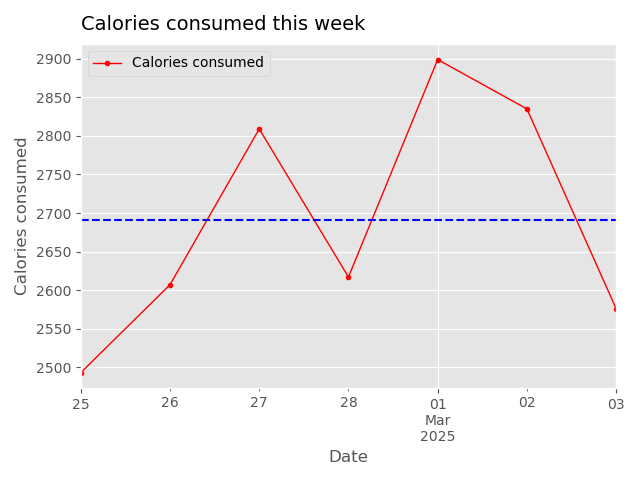 Calories consumed this week
Calories consumed
2900
2850
2800
2750
2700
2650
2600
2550
2500
Calories consumed
25 26 27 28 01 02 03
Mar
2025
Date